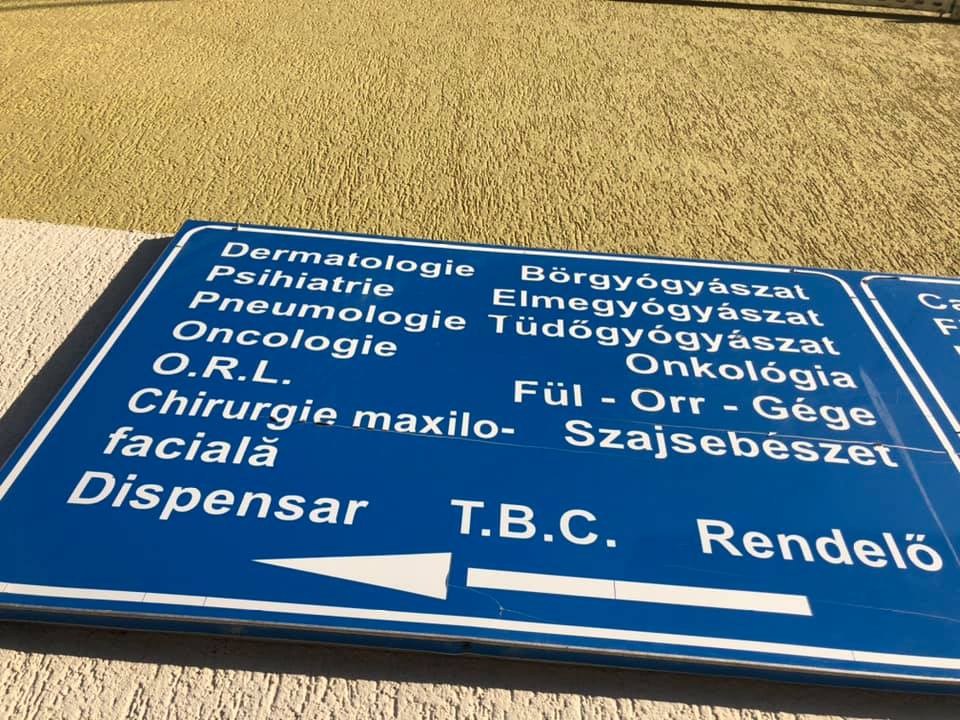 Dermatologie Börgyógyászat
Psihiatrie Elmegyógyászat
Pneumologie Tüdőgyógyászat
Oncologie Onkológia
O.R.L. Fül - Orr - Gége
Chirurgie maxilo- Szajsebészet
facială
Dispensar T.B.C. Rendelő